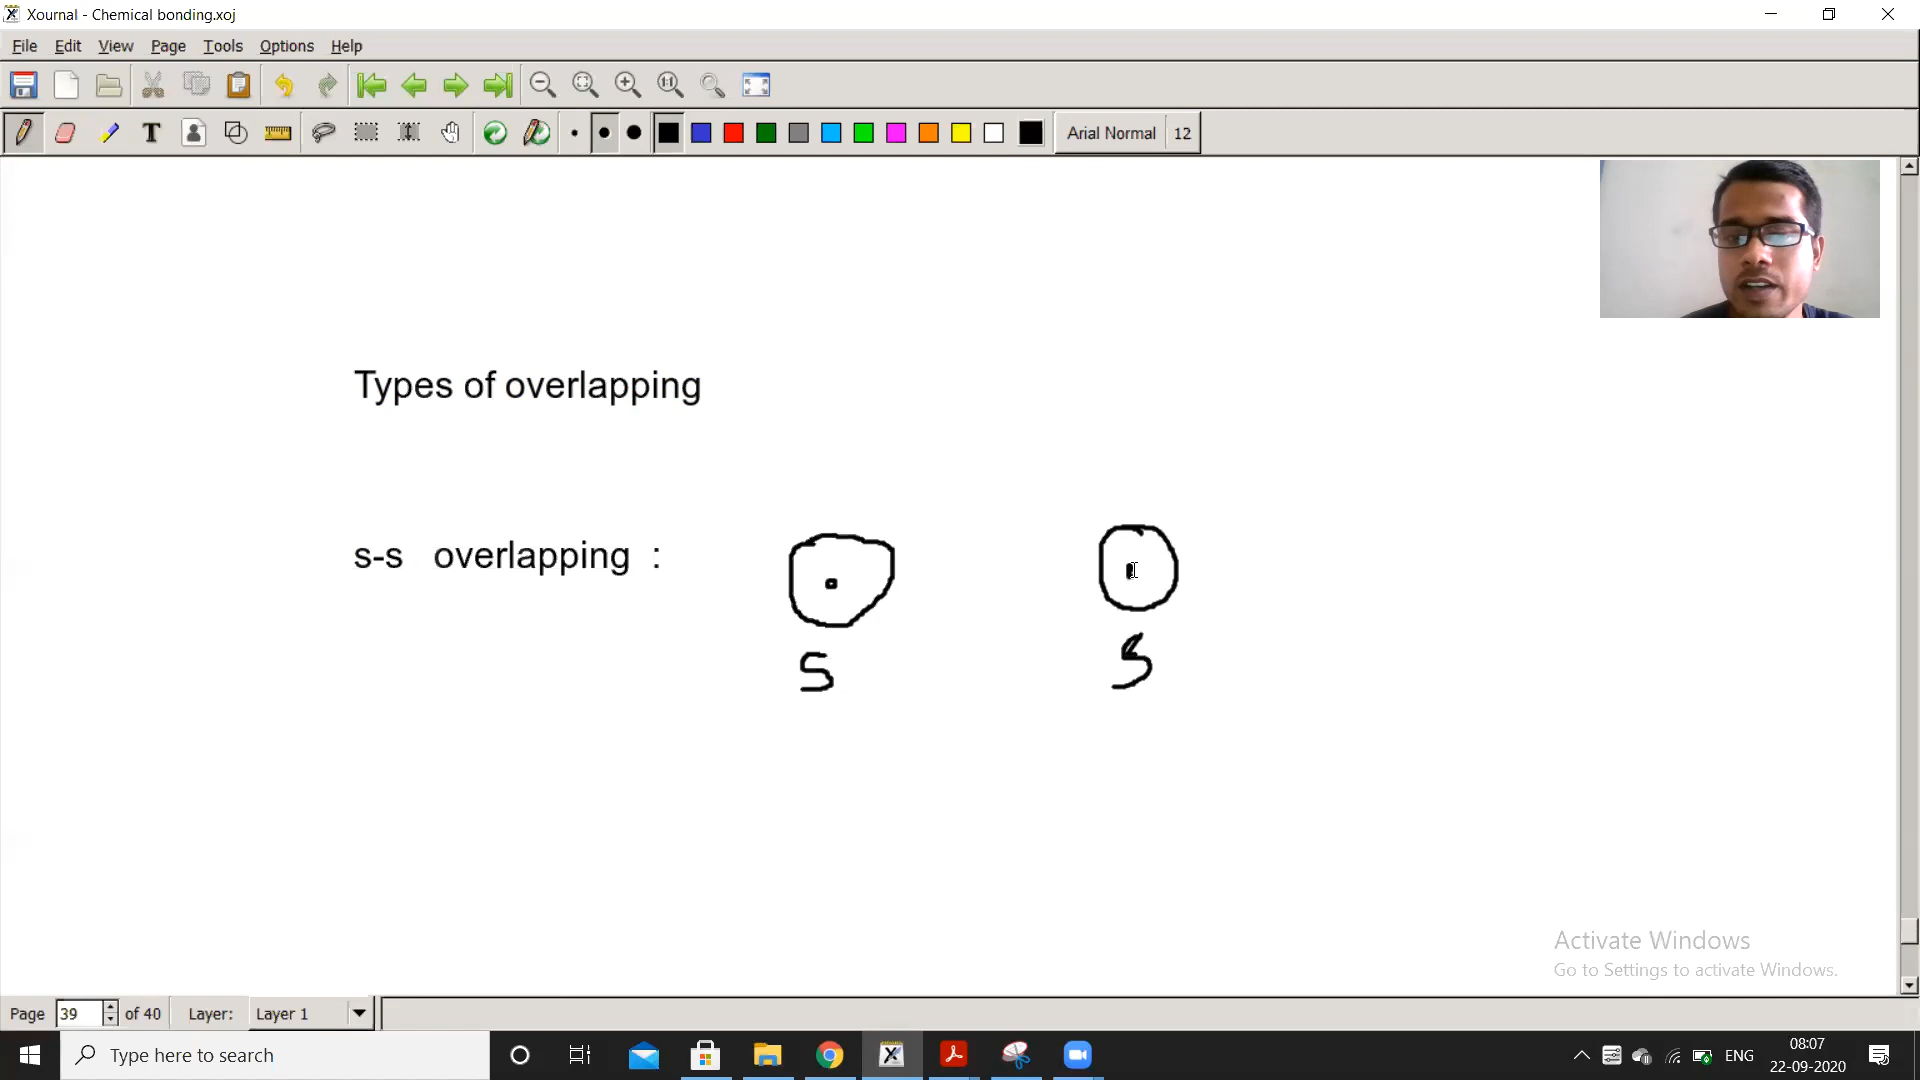 Xournal - Chemical bonding.xoj
File Edit View Page Tools Options Help
Arial Normal 12
Types of overlapping
s-s overlapping :
S S
Activate Windows
Go to Settings to activate Windows.
Page 39 of 40 Layer: Layer 1
Type here to search
ENG
08:07
22-09-2020